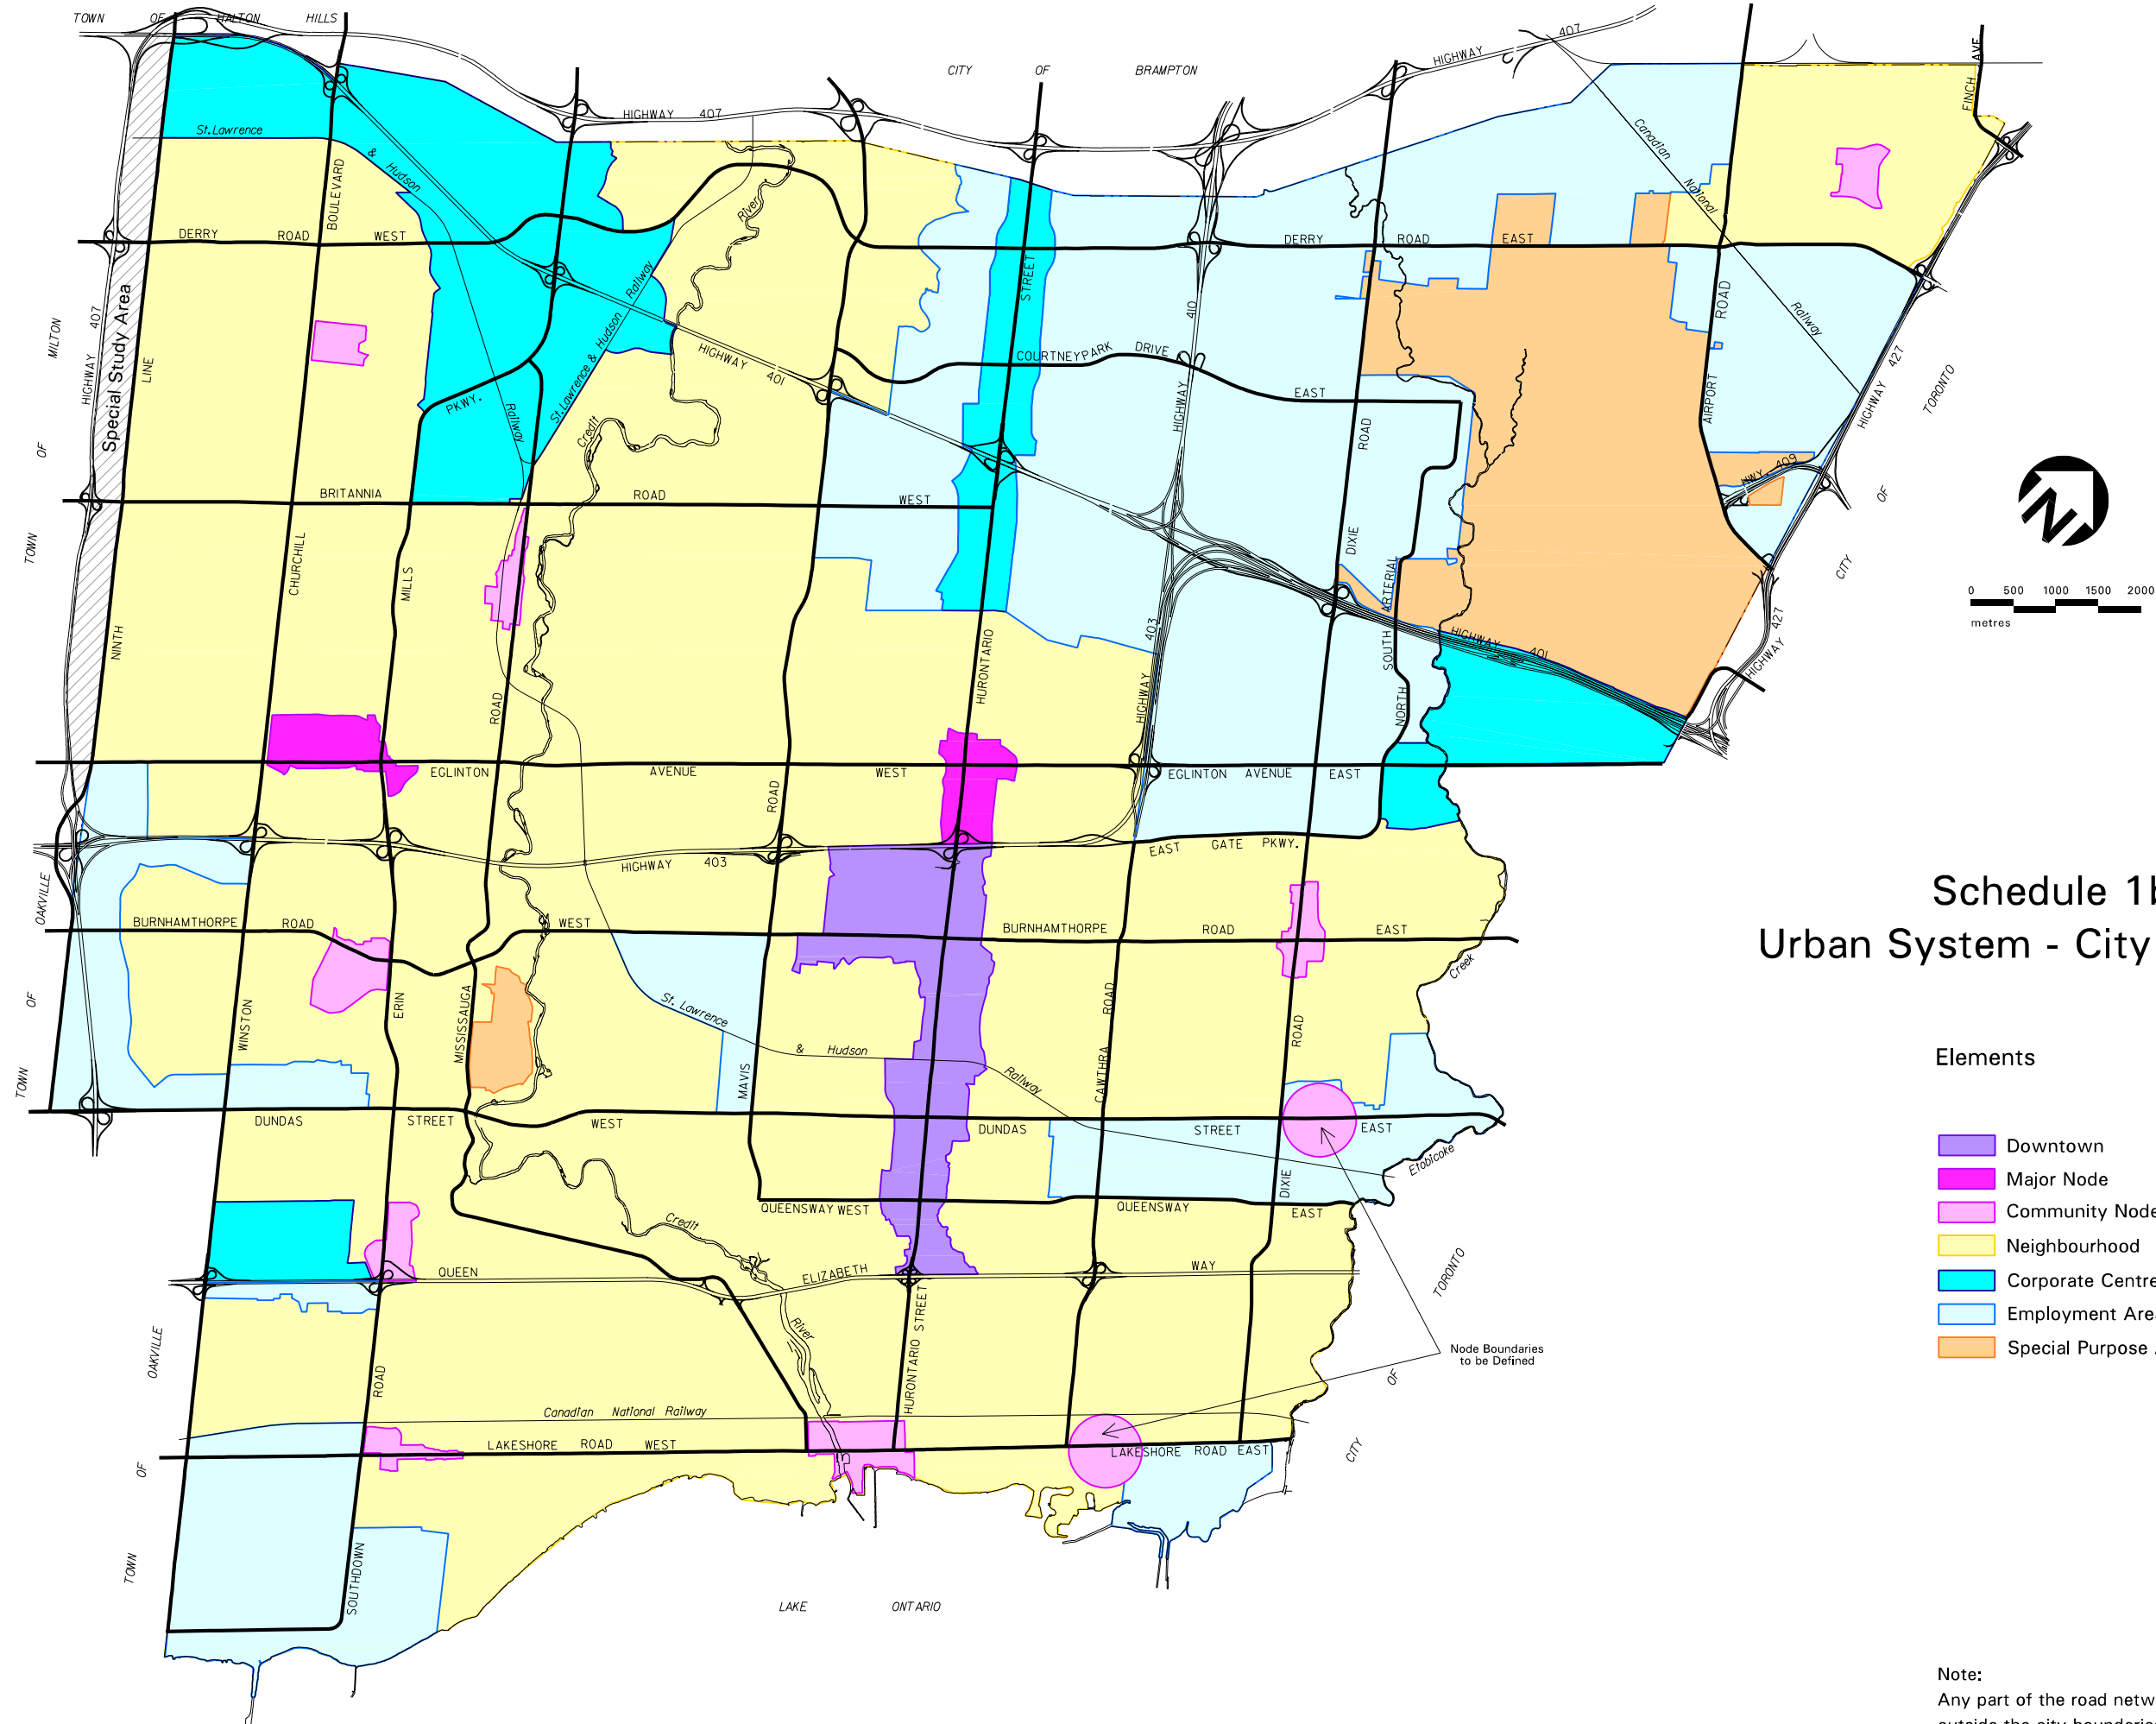 TOWN OF HALTON HILLS
CITY OF BRAMPTON
HIGHWAY 407
HIGHWAY 407
FINCH AVE
St.Lawrence & Hudson Railway
BOULEVARD
Canadian National Railway
River
DERRY ROAD WEST
DERRY ROAD EAST
STREET
410
HIGHWAY
ROAD
AIRPORT
MILTON
OF
TOWN
407
HIGHWAY
Special Study Area
LINE
St.Lawrence & Hudson Railway
HIGHWAY 401
COURTNEYPARK DRIVE
EAST
PKWY.
Credit
ROAD
HIGHWAY 427
TORONTO
OF
CITY
HWY. 409
BRITANNIA ROAD WEST
CHURCHILL
MILLS
DIXIE
ARTERIAL
SOUTH
NORTH
HIGHWAY 401
HIGHWAY 427
N
0 500 1000 1500 2000
metres
NINTH
ROAD
HURONTARIO
403
HIGHWAY
EGLINTON AVENUE WEST
EGLINTON AVENUE EAST
ROAD
HIGHWAY 403
EAST GATE PKWY.
OAKVILLE
OF
TOWN
Schedule 1b
Urban System - City
BURNHAMTHORPE ROAD WEST
BURNHAMTHORPE ROAD EAST
Creek
WINSTON
ERIN
MISSISSAUGA
St. Lawrence & Hudson Railway
MAVIS
ROAD
CAWTHRA
ROAD
Elements
DUNDAS STREET WEST
DUNDAS STREET EAST
Etobicoke
Downtown
Major Node
Community Node
Neighbourhood
Corporate Centre
Employment Are
Special Purpose
DIXIE
QUEENSWAY WEST
QUEENSWAY EAST
Credit
QUEEN ELIZABETH WAY
TORONTO
OF
CITY
River
OAKVILLE
OF
TOWN
ROAD
HURONTARIO STREET
Node Boundaries
to be Defined
Canadian National Railway
LAKESHORE ROAD WEST
LAKESHORE ROAD EAST
SOUTHDOWN
LAKE ONTARIO
Note:
Any part of the road netw
outside the city boundaries